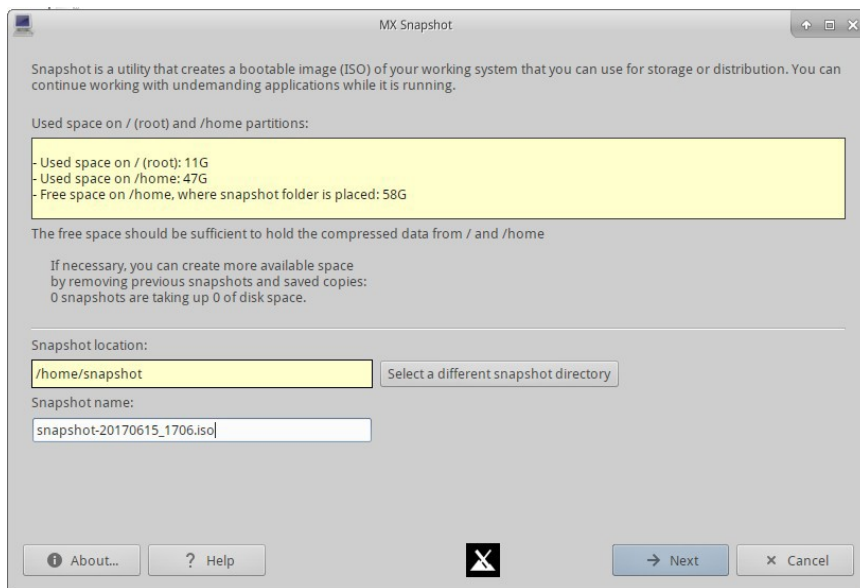 MX Snapshot
Snapshot is a utility that creates a bootable image (ISO) of your working system that you can use for storage or distribution. You can
continue working with undemanding applications while it is running.
Used space on / (root) and /home partitions:
- Used space on / (root): 11G
- Used space on /home: 47G
- Free space on /home, where snapshot folder is placed: 58G
The free space should be sufficient to hold the compressed data from / and /home
If necessary, you can create more available space
by removing previous snapshots and saved copies:
0 snapshots are taking up 0 of disk space.
Snapshot location:
/home/snapshot
Select a different snapshot directory
Snapshot name:
snapshot-20170615_1706.iso
About...
? Help
Next
Cancel